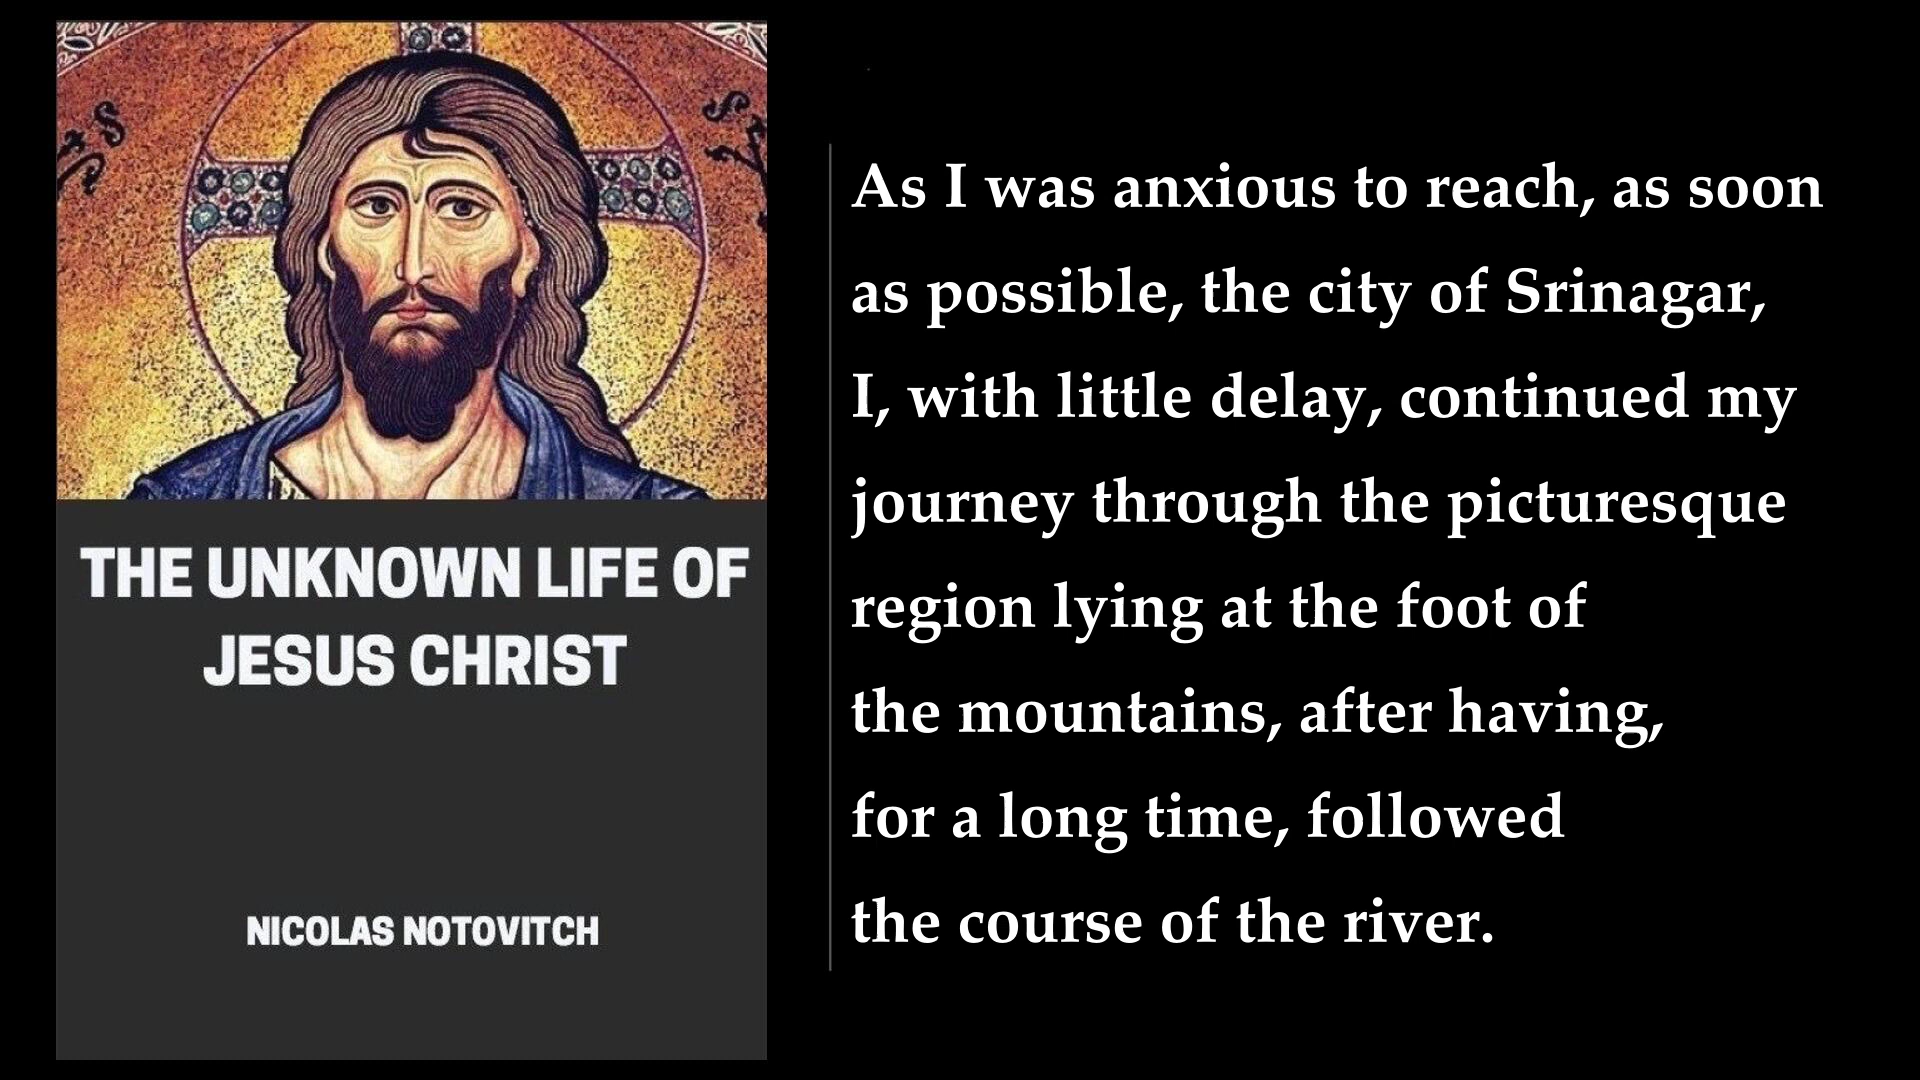 THE UNKNOWN LIFE OF
JESUS CHRIST
NICOLAS NOTOVITCH
As I was anxious to reach, as soon
as possible, the city of Srinagar,
I, with little delay, continued my
journey through the picturesque
region lying at the foot of
the mountains, after having,
for a long time, followed
the course of the river.